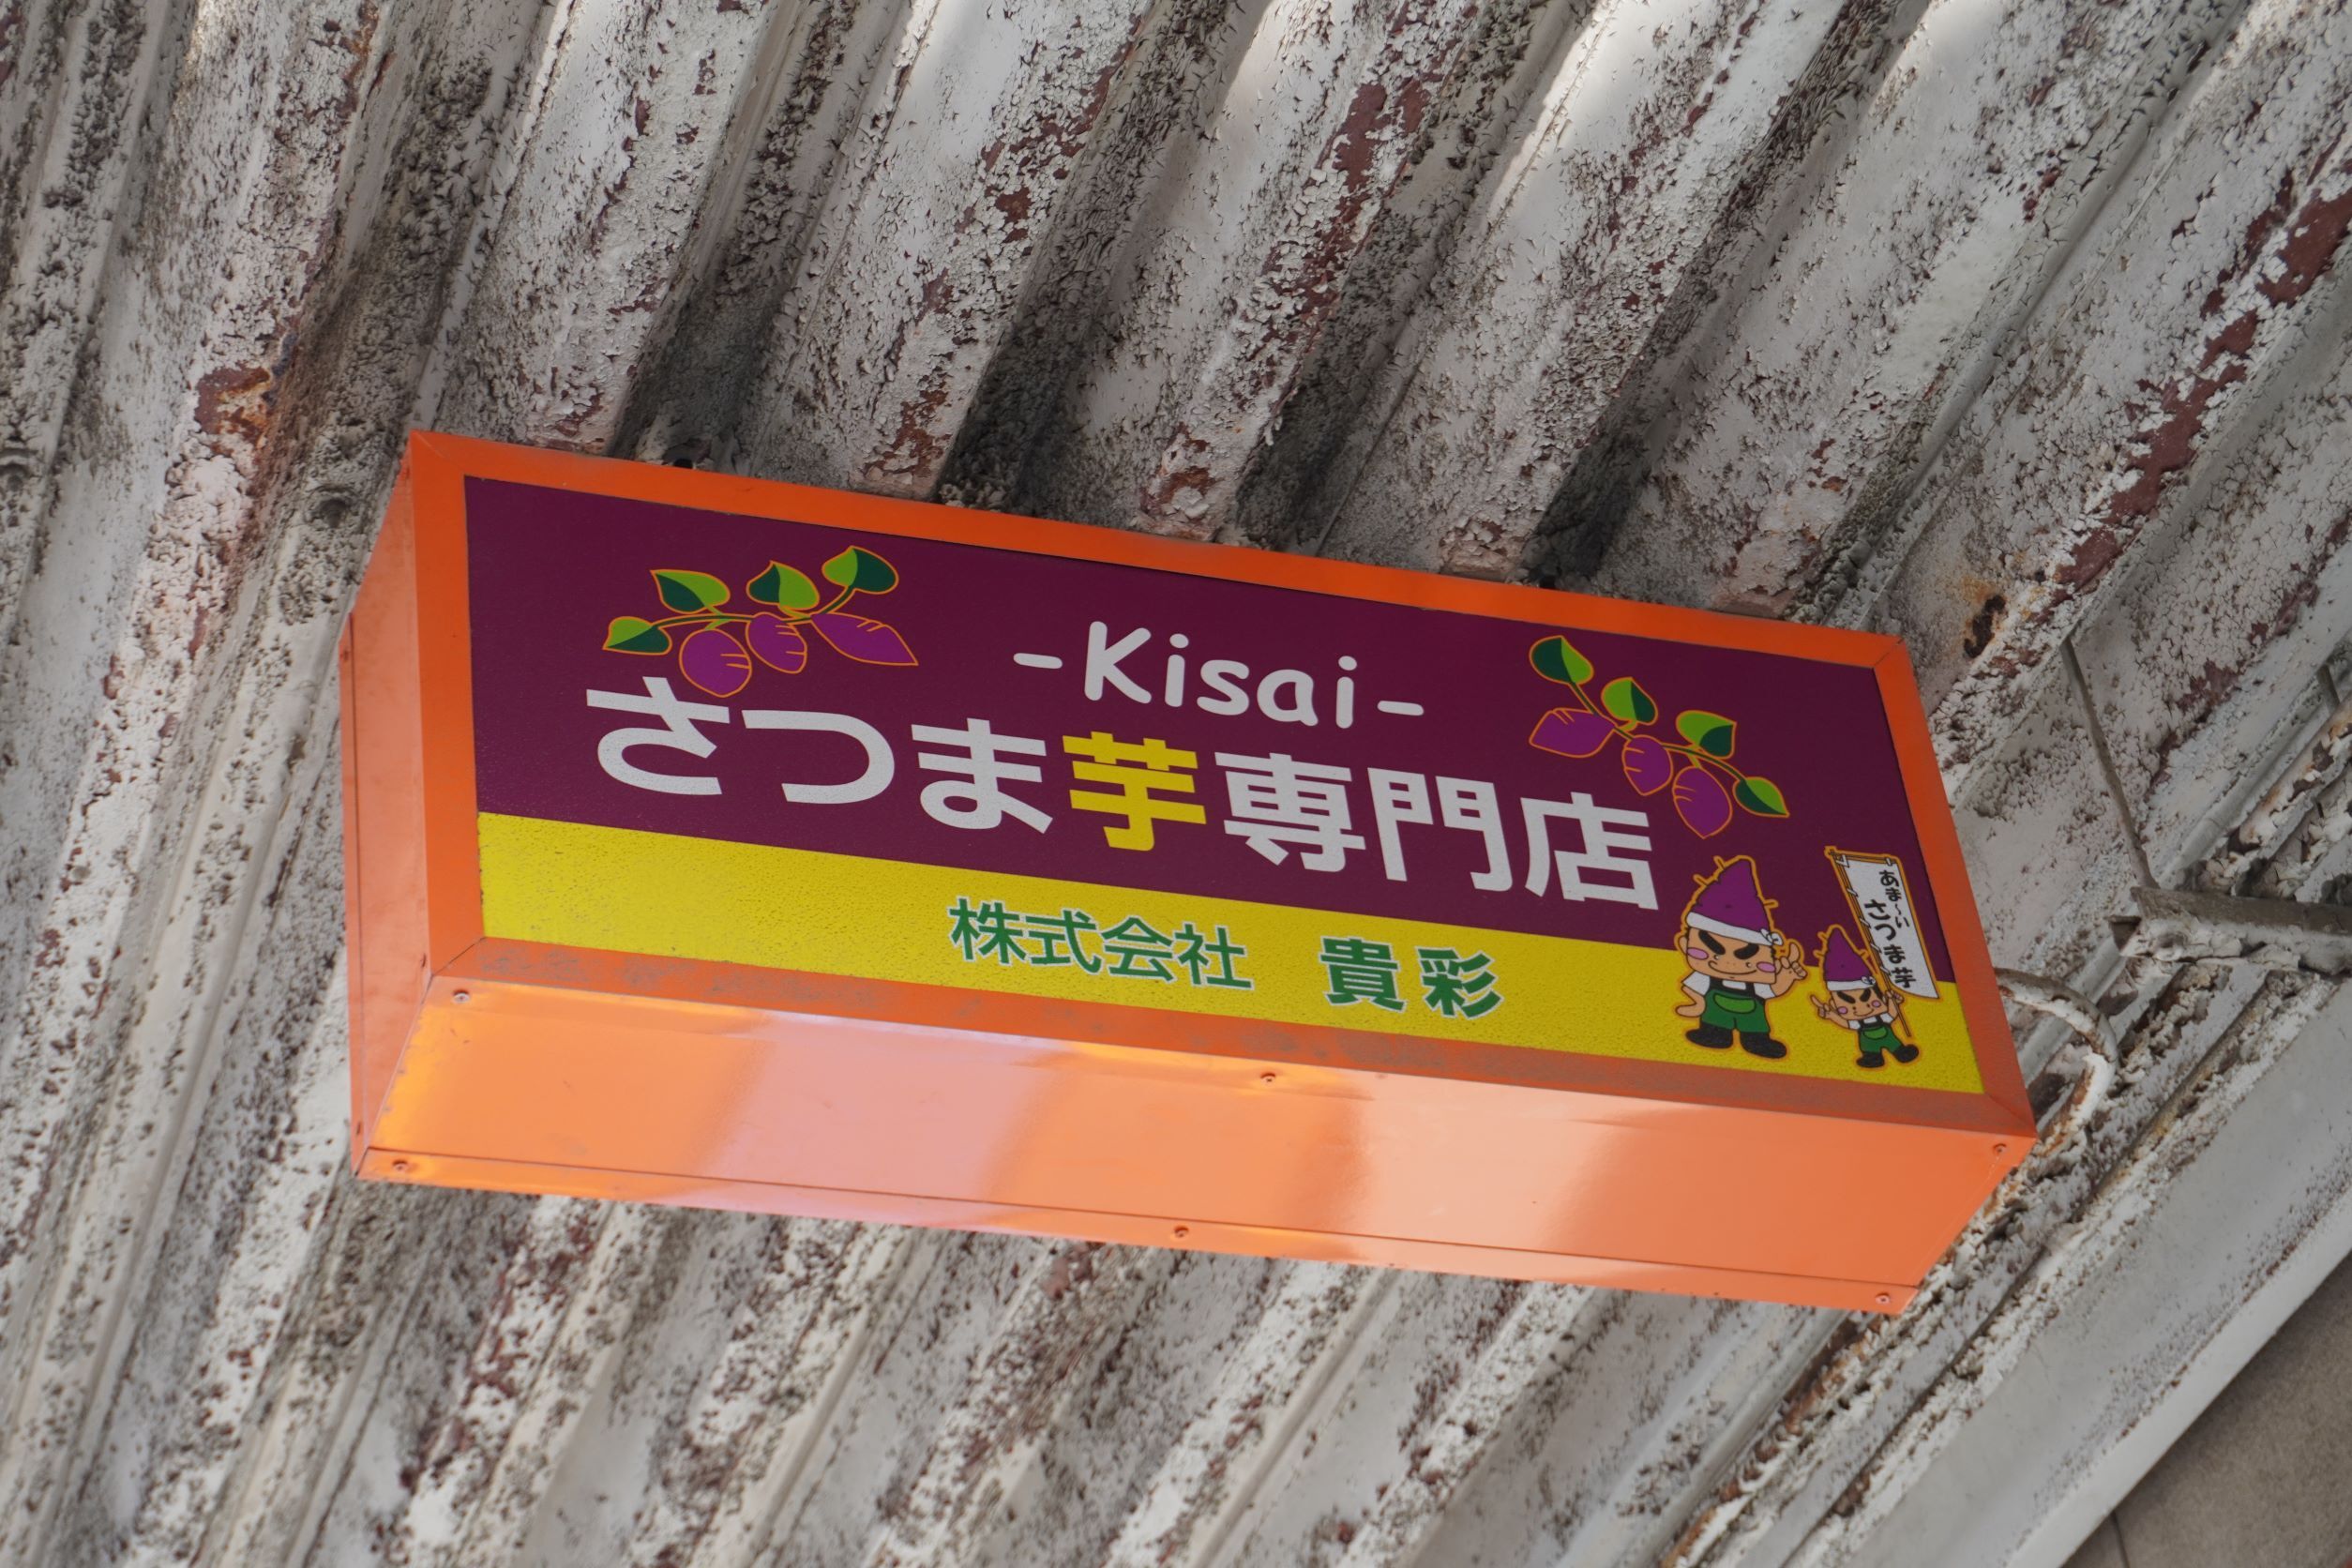 -Kisai-
さつま芋専門店
株式会社 貴彩
あま〜い
さつま芋